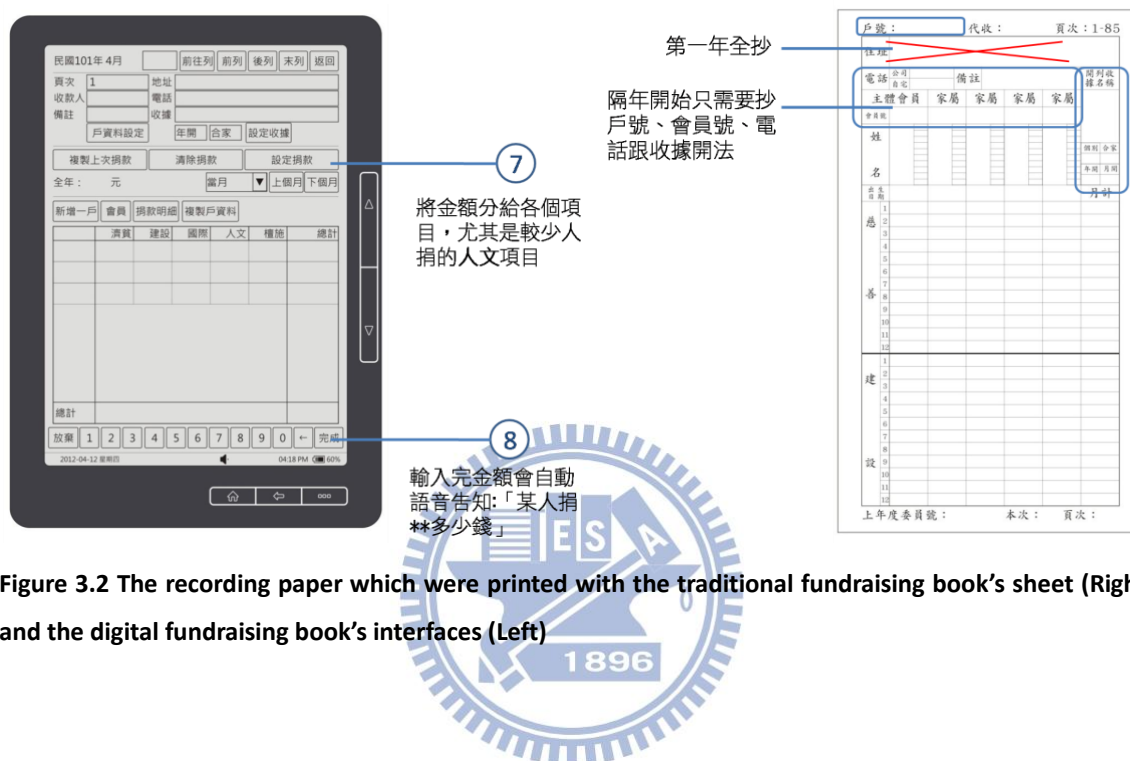 民國101年 4月 前往列 前列 後列 末列 返回
頁次 1 地址
收款人 電話
備註 收據
戶資料設定 年開 合家 設定收據
複製上次捐款 清除捐款 設定捐款
全年： 元 當月 ▼ 上個月 下個月
新增一戶 會員 捐款明細 複製戶資料
濟貧 建設 國際 人文 檀施 總計
總計
放棄 1 2 3 4 5 6 7 8 9 0 ← 完成
2012-04-12 星期四 04:18 PM 60%
7
將金額分給各個項
目，尤其是較少人
捐的人文項目
8
輸入完金額會自動
語音告知:「某人捐
**多少錢」
第一年全抄
隔年開始只需要抄
戶號、會員號、電
話跟收據開法
戶號： 代收： 頁次：1-85
住址
電話 公司 自宅 備註 開列收據名稱
主體會員 家屬 家屬 家屬 家屬
會員號
姓名
個別 合家
年開 月開
出生日期 月計
慈善
1
2
3
4
5
6
7
8
9
10
11
12
建設
1
2
3
4
5
6
7
8
9
10
11
12
上年度委員號： 本次： 頁次：
ESA
1896
Figure 3.2 The recording paper which were printed with the traditional fundraising book’s sheet (Righ
and the digital fundraising book’s interfaces (Left)